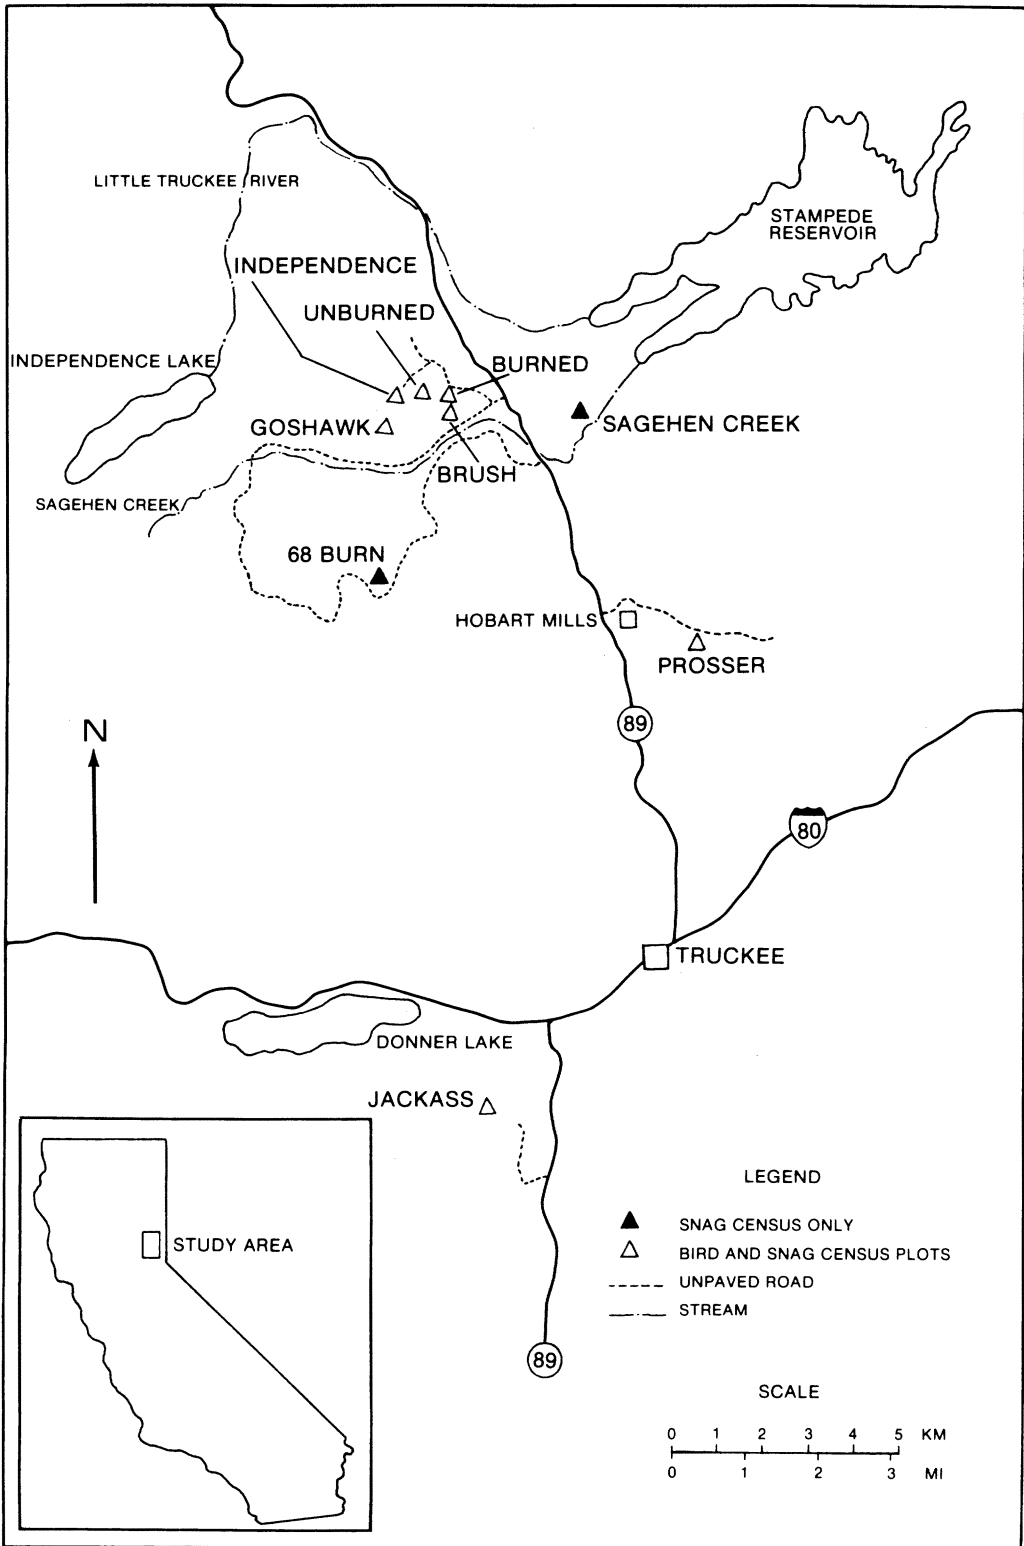 LITTLE TRUCKEE RIVER
STAMPEDE
RESERVOIR
INDEPENDENCE
UNBURNED
INDEPENDENCE LAKE
BURNED
GOSHAWK
SAGEHEN CREEK
BRUSH
SAGEHEN CREEK
68 BURN
HOBART MILLS
PROSSER
89
N
80
TRUCKEE
DONNER LAKE
JACKASS
STUDY AREA
LEGEND
SNAG CENSUS ONLY
BIRD AND SNAG CENSUS PLOTS
UNPAVED ROAD
STREAM
89
SCALE
0 1 2 3 4 5 KM
0 1 2 3 MI